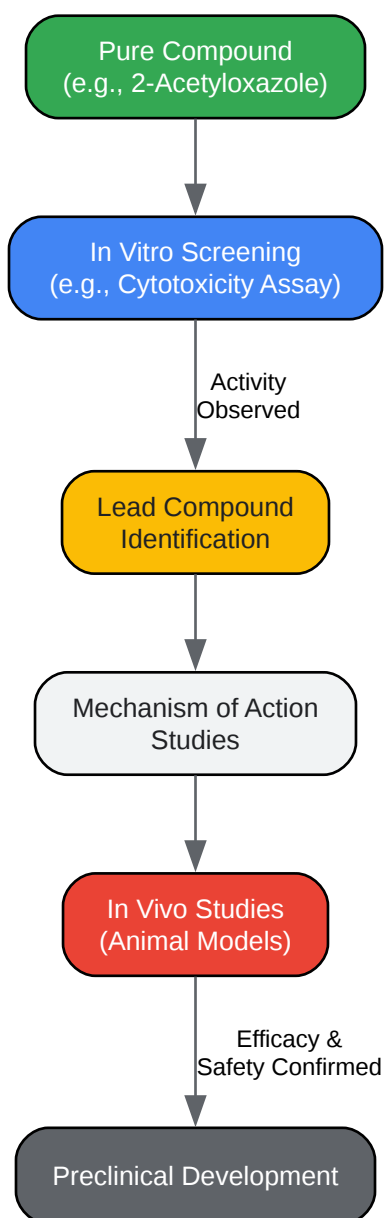 Pure Compound
(e.g., 2-Acetyloxazole)
In Vitro Screening
(e.g., Cytotoxicity Assay)
Activity
Observed
Lead Compound
Identification
Mechanism of Action
Studies
In Vivo Studies
(Animal Models)
Efficacy &
Safety Confirmed
Preclinical Development